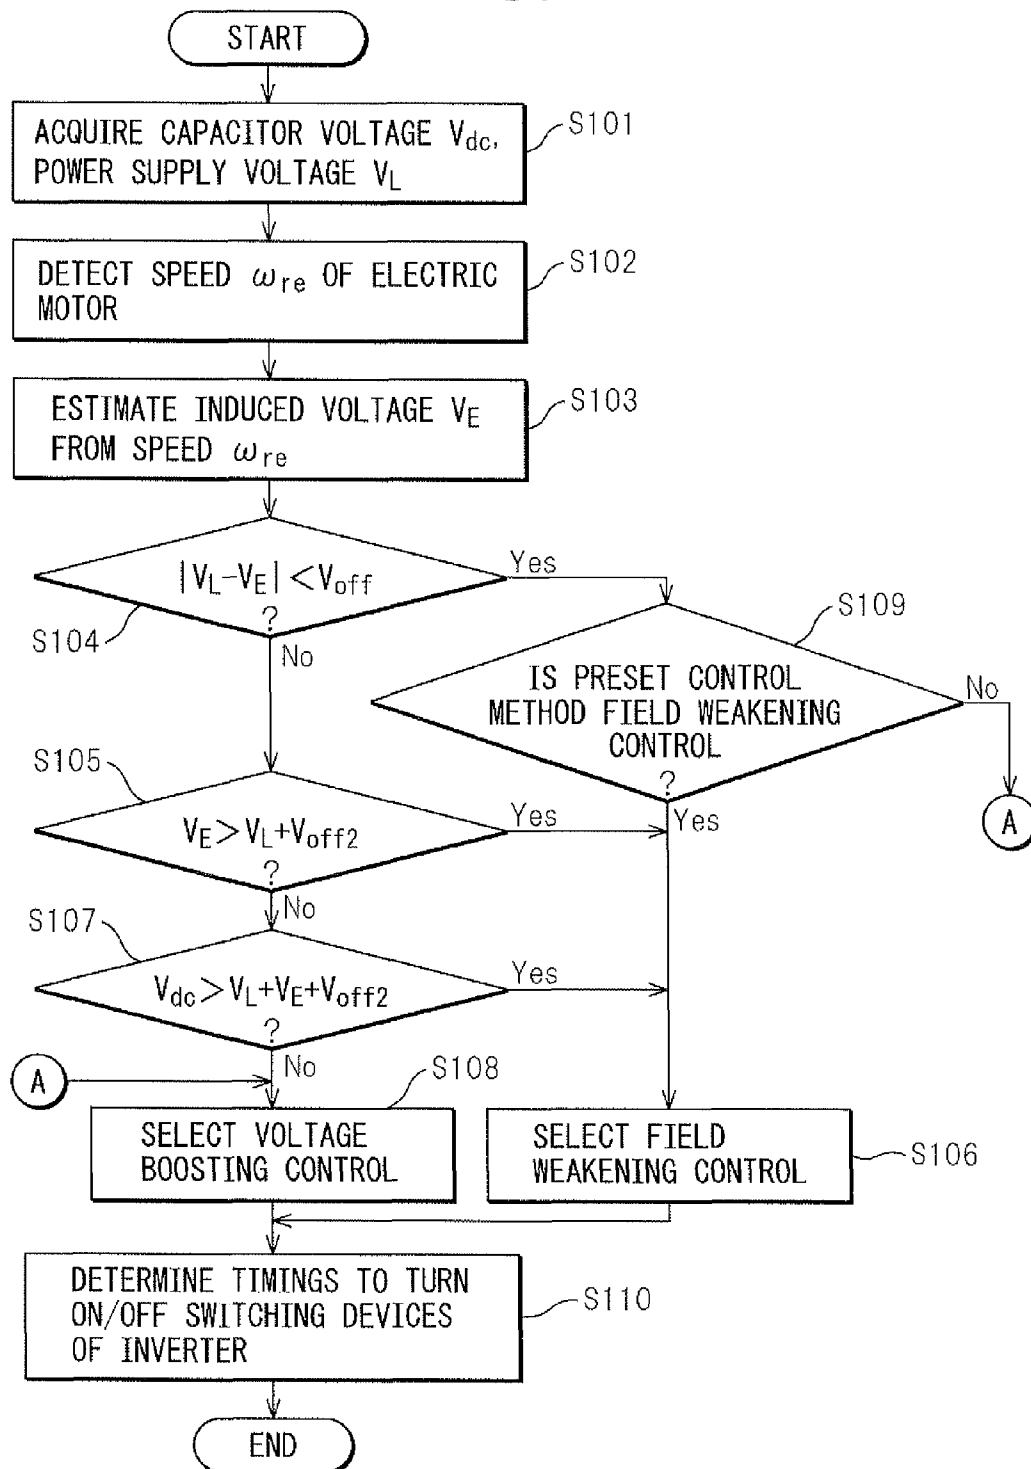 START
ACQUIRE CAPACITOR VOLTAGE Vdc,
POWER SUPPLY VOLTAGE VL
S101
DETECT SPEED ωre OF ELECTRIC
MOTOR
S102
ESTIMATE INDUCED VOLTAGE VE
FROM SPEED ωre
S103
|VL-VE|<Voff
?
Yes
No
S104
S109
IS PRESET CONTROL
METHOD FIELD WEAKENING
CONTROL
?
No
Yes
A
S105
VE>VL+Voff2
?
Yes
No
S107
Vdc>VL+VE+Voff2
?
Yes
No
A
S108
SELECT VOLTAGE
BOOSTING CONTROL
SELECT FIELD
WEAKENING CONTROL
S106
DETERMINE TIMINGS TO TURN
ON/OFF SWITCHING DEVICES
OF INVERTER
S110
END